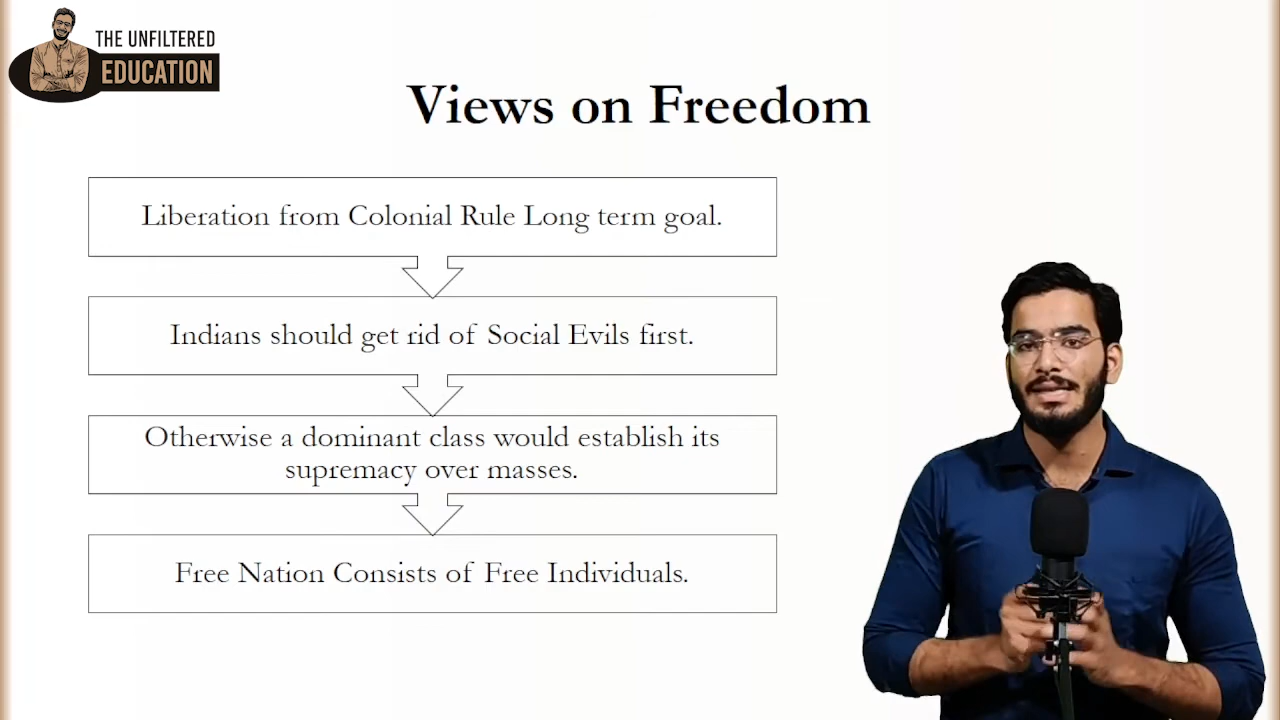 THE UNFILTERED
EDUCATION
Views on Freedom
Liberation from Colonial Rule Long term goal.
Indians should get rid of Social Evils first.
Otherwise a dominant class would establish its
supremacy over masses.
Free Nation Consists of Free Individuals.